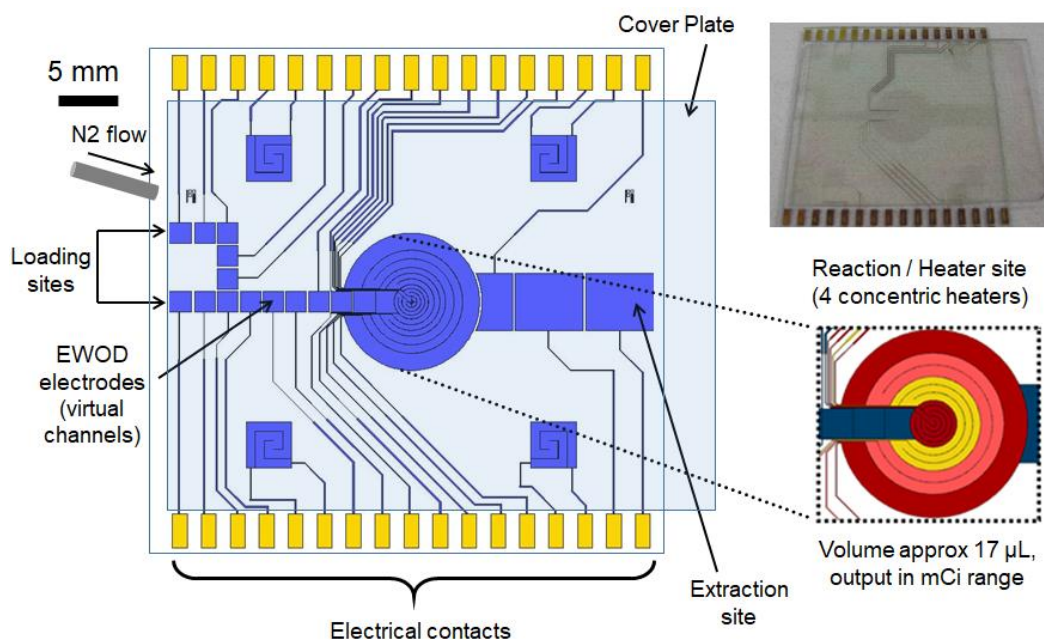 Cover Plate
5 mm
N2 flow
Loading
sites
EWOD
electrodes
(virtual
channels)
Reaction / Heater site
(4 concentric heaters)
Volume approx 17 µL,
output in mCi range
Extraction
site
Electrical contacts